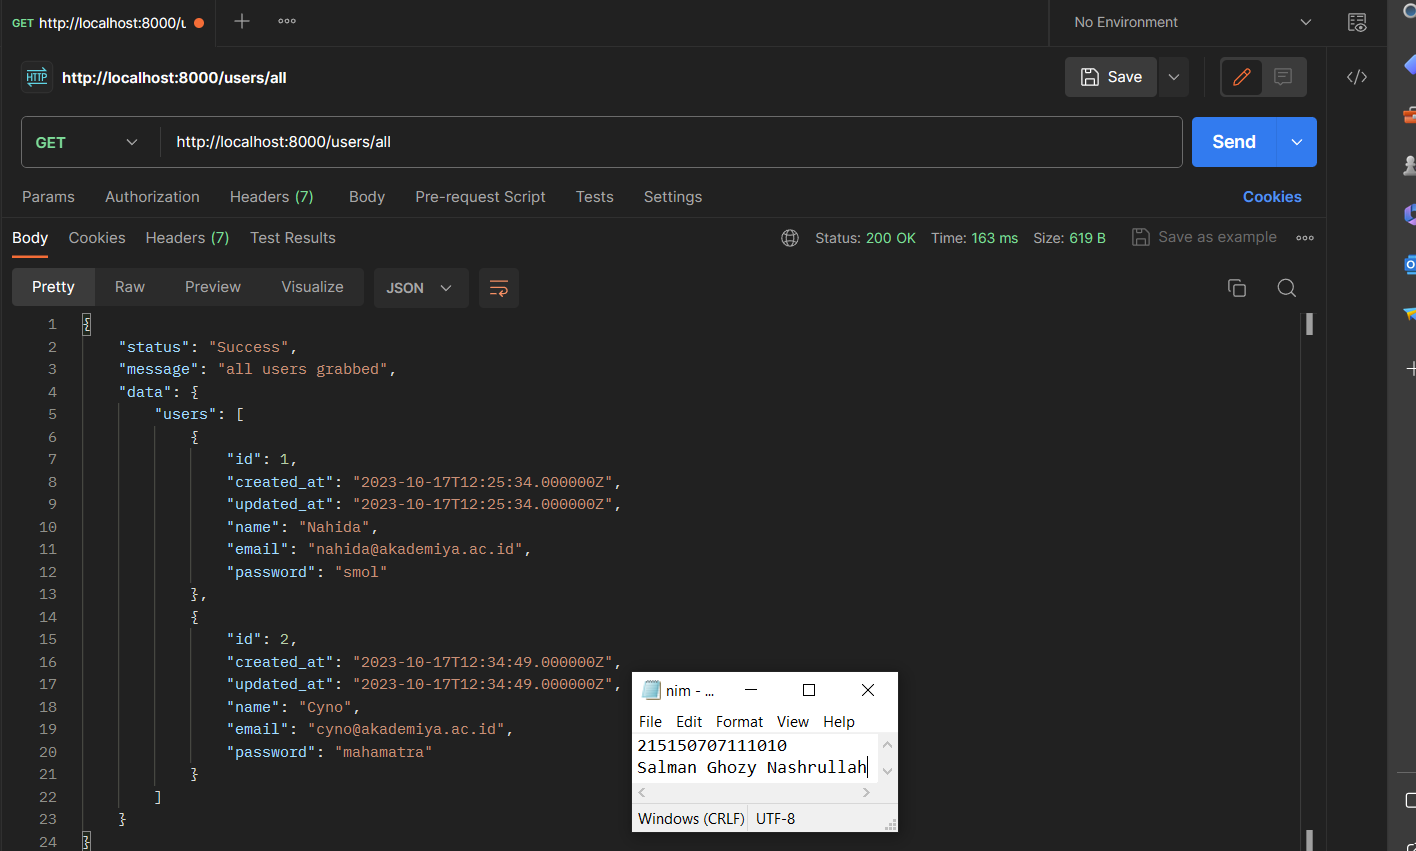 GET http://localhost:8000/u
No Environment
HTTP http://localhost:8000/users/all
Save
GET http://localhost:8000/users/all
Send
Params Authorization Headers (7) Body Pre-request Script Tests Settings Cookies
Body Cookies Headers (7) Test Results Status: 200 OK Time: 163 ms Size: 619 B Save as example
Pretty Raw Preview Visualize JSON
1 {
2 "status": "Success",
3 "message": "all users grabbed",
4 "data": {
5 "users": [
6 {
7 "id": 1,
8 "created_at": "2023-10-17T12:25:34.000000Z",
9 "updated_at": "2023-10-17T12:25:34.000000Z",
10 "name": "Nahida",
11 "email": "nahida@akademiya.ac.id",
12 "password": "smol"
13 },
14 {
15 "id": 2,
16 "created_at": "2023-10-17T12:34:49.000000Z",
17 "updated_at": "2023-10-17T12:34:49.000000Z",
18 "name": "Cyno",
19 "email": "cyno@akademiya.ac.id",
20 "password": "mahamatra"
21 }
22 ]
23 }
24 }
nim - ...
File Edit Format View Help
215150707111010
Salman Ghozy Nashrullah
Windows (CRLF) UTF-8